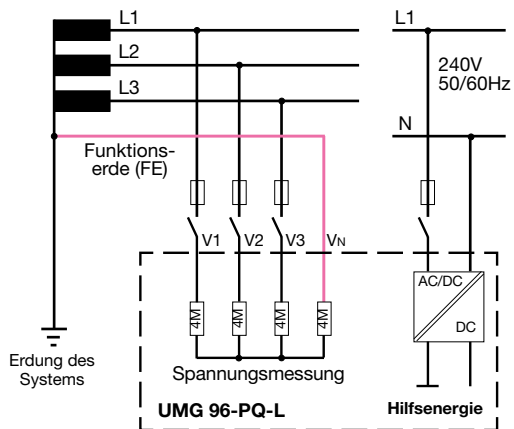 L1
L1
L2
240V
50/60Hz
L3
N
Funktions-
erde (FE)
V1
V2
V3
VN
4M
4M
4M
4M
AC/DC
DC
Erdung des
Systems
Spannungsmessung
UMG 96-PQ-L
Hilfsenergie